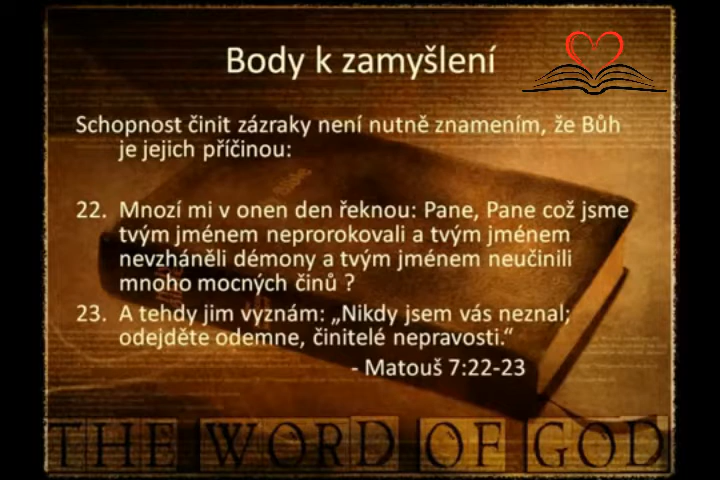 Body k zamyšlení
Schopnost činit zázraky není nutně znamením, že Bůh
je jejich příčinou:
22. Mnozí mi v onen den řeknou: Pane, Pane což jsme
tvým jménem neprorokovali a tvým jménem
nevzháněli démony a tvým jménem neučinili
mnoho mocných činů ?
23. A tehdy jim vyznám: „Nikdy jsem vás neznal;
odejděte odemne, činitelé nepravosti.“
- Matouš 7:22-23
THE WORD OF GOD